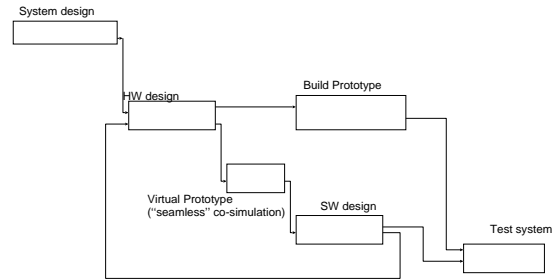 System design
HW design
Build Prototype
Virtual Prototype
("seamless" co-simulation)
SW design
Test system